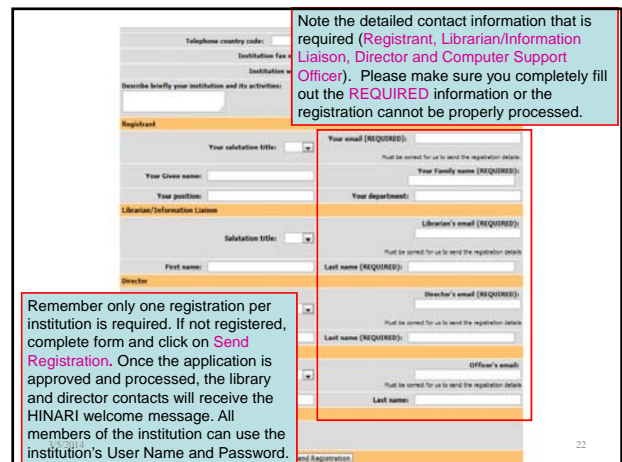 Note the detailed contact information that is
required (Registrant, Librarian/Information
Liaison, Director and Computer Support
Officer). Please make sure you completely fill
out the REQUIRED information or the
registration cannot be properly processed.
Telephone country code:
Institution fax
Institution
Describe briefly your institution and its activities:
Registrant
Your salutation title:
Your email (REQUIRED):
Must be correct for us to send the registration details
Your Given name:
Your Family name (REQUIRED):
Your position:
Your department:
Librarian/Information Liaison
Librarian's email (REQUIRED):
Salutation title:
Must be correct for us to send the registration details
First name:
Last name (REQUIRED):
Director
Director's email (REQUIRED):
Must be correct for us to send the registration details
Last name (REQUIRED):
Officer's email:
Must be correct for us to send the registration details
Last name:
Remember only one registration per
institution is required. If not registered,
complete form and click on Send
Registration. Once the application is
approved and processed, the library
and director contacts will receive the
HINARI welcome message. All
members of the institution can use the
institution's User Name and Password.
3/5/2014
22
Registration